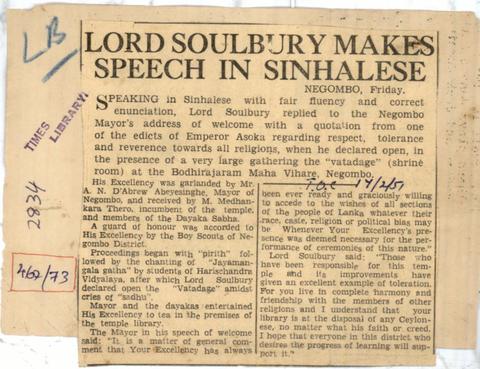 LB
TIMES
LIBRARY.
2834
462/73
LORD SOULBURY MAKES
SPEECH IN SINHALESE
NEGOMBO, Friday.
SPEAKING in Sinhalese with fair fluency and correct
enunciation, Lord Soulbury replied to the Negombo
Mayor's address of welcome with a quotation from one
of the edicts of Emperor Asoka regarding respect, tolerance
and reverence towards all religions, when he declared open, in
the presence of a very large gathering the "vatadage" (shrine
room) at the Bodhirajaram Maha Vihare, Negombo.
His Excellency was garlanded by Mr.
A. N. D'Abrew Abeysinghe, Mayor of
Negombo, and received by M. Medhan-
kara Thero, incumbent of the temple,
and members of the Dayaka Sabha.
A guard of honour was accorded to
His Excellency by the Boy Scouts of Ne-
gombo District.
Proceedings began with "pirith" fol-
lowed by the chanting of "Jayaman-
gala gatha" by students of Harischandra
Vidyalaya, after which Lord Soulbury
declared open the "Vatadage" amidst
cries of "sadhu".
Mayor and the dayakas entertained
His Excellency to tea in the premises of
the temple library.
The Mayor in his speech of welcome
said: "It is a matter of general com-
ment that Your Excellency has always
T.O.C 17/2/51
been ever ready and graciously willing
to accede to the wishes of all sections
of the people of Lanka whatever their
race, caste, religion or political bias may
be Whenever Your Excellency's pre-
sence was deemed necessary for the per-
formance of ceremonies of this nature."
Lord Soulbury said: "Those who
have been responsible for this tem-
ple and its improvements have
given an excellent example of toleration.
For you live in complete harmony and
friendship with the members of other
religions and I understand that your
library is at the disposal of any Ceylon-
ese, no matter what his faith or creed.
I hope that everyone in this district who
desires the progress of learning will sup-
port it."